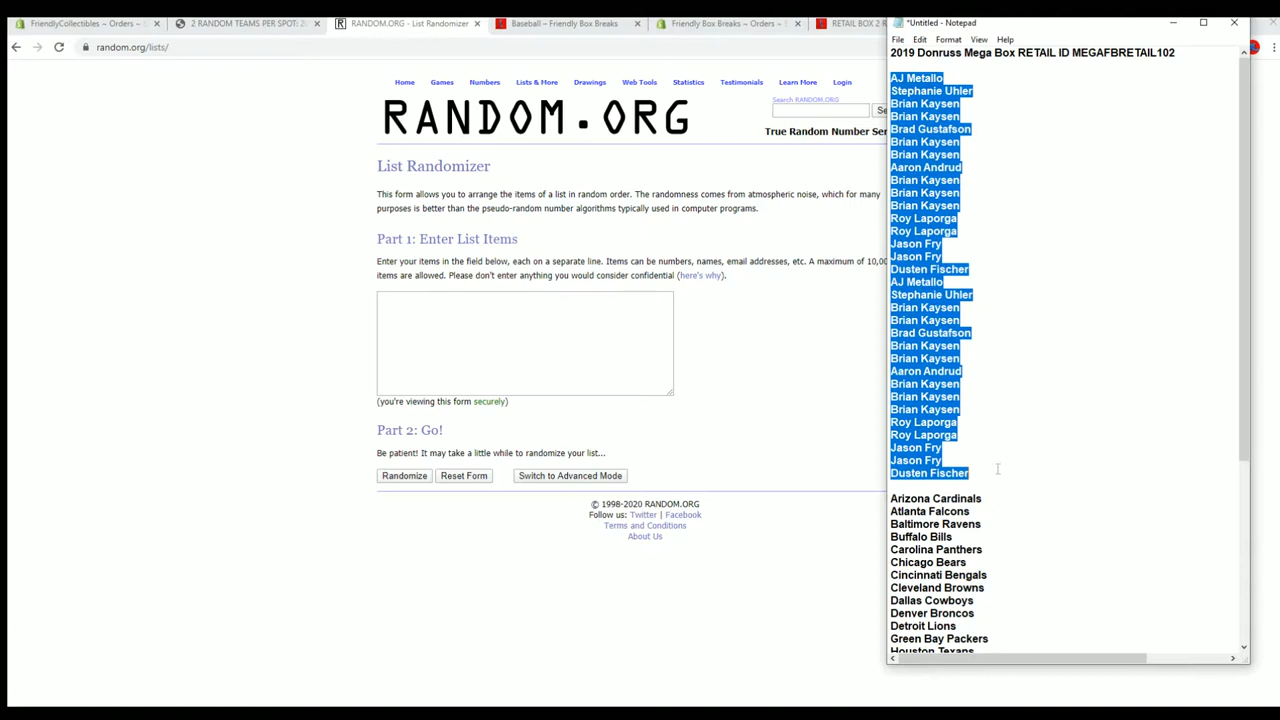 FriendlyCollectibles ~ Orders ~ S
2 RANDOM TEAMS PER SPOT: 20
RANDOM.ORG - List Randomizer
Baseball – Friendly Box Breaks
Friendly Box Breaks ~ Orders ~ S
RETAIL BOX 2 R
random.org/lists/
Home
Games
Numbers
Lists & More
Drawings
Web Tools
Statistics
Testimonials
Learn More
Login
Search RANDOM.ORG
RANDOM.ORG
True Random Number Ser
List Randomizer
This form allows you to arrange the items of a list in random order. The randomness comes from atmospheric noise, which for many
purposes is better than the pseudo-random number algorithms typically used in computer programs.
Part 1: Enter List Items
Enter your items in the field below, each on a separate line. Items can be numbers, names, email addresses, etc. A maximum of 10,00
items are allowed. Please don't enter anything you would consider confidential (here's why).
(you're viewing this form securely)
Part 2: Go!
Be patient! It may take a little while to randomize your list...
Randomize
Reset Form
Switch to Advanced Mode
© 1998-2020 RANDOM.ORG
Follow us: Twitter | Facebook
Terms and Conditions
About Us
*Untitled - Notepad
File Edit Format View Help
2019 Donruss Mega Box RETAIL ID MEGAFBRETAIL102
AJ Metallo
Stephanie Uhler
Brian Kaysen
Brian Kaysen
Brad Gustafson
Brian Kaysen
Brian Kaysen
Aaron Andrud
Brian Kaysen
Brian Kaysen
Brian Kaysen
Roy Laporga
Roy Laporga
Jason Fry
Jason Fry
Dusten Fischer
AJ Metallo
Stephanie Uhler
Brian Kaysen
Brian Kaysen
Brad Gustafson
Brian Kaysen
Brian Kaysen
Aaron Andrud
Brian Kaysen
Brian Kaysen
Brian Kaysen
Roy Laporga
Roy Laporga
Jason Fry
Jason Fry
Dusten Fischer
Arizona Cardinals
Atlanta Falcons
Baltimore Ravens
Buffalo Bills
Carolina Panthers
Chicago Bears
Cincinnati Bengals
Cleveland Browns
Dallas Cowboys
Denver Broncos
Detroit Lions
Green Bay Packers
Houston Texans